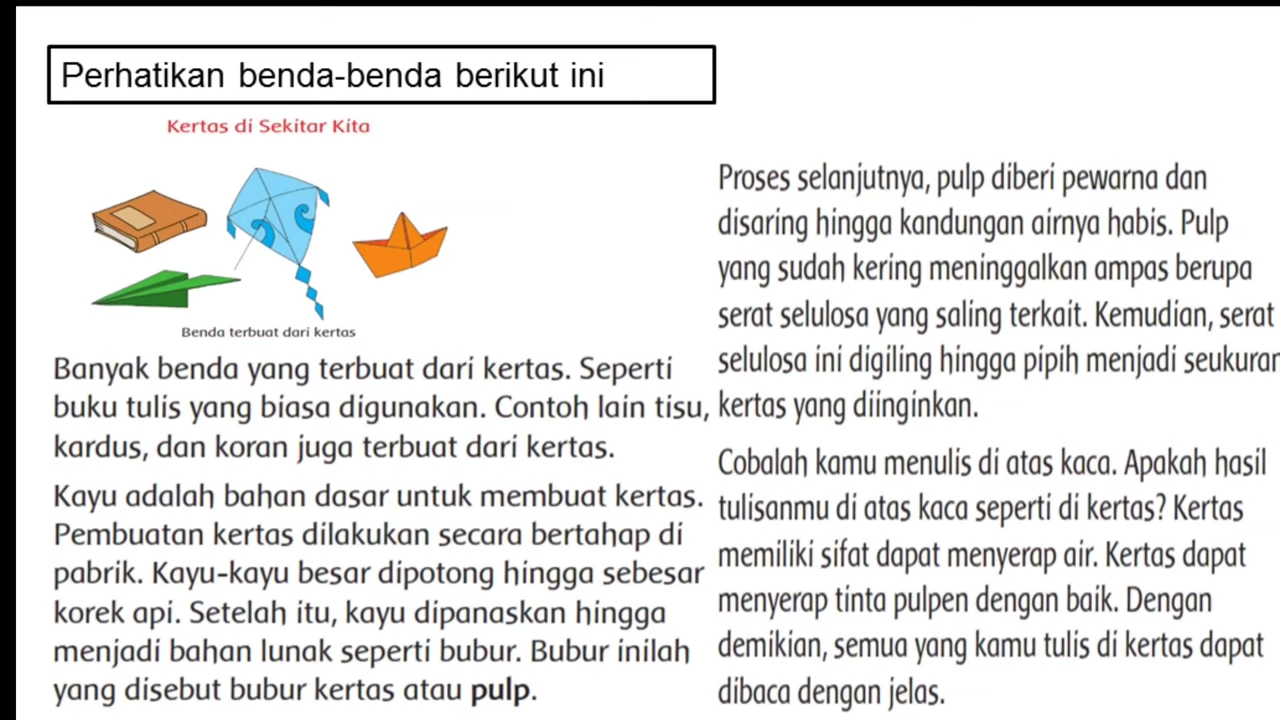 Perhatikan benda-benda berikut ini
Kertas di Sekitar Kita
Benda terbuat dari kertas
Banyak benda yang terbuat dari kertas. Seperti
buku tulis yang biasa digunakan. Contoh lain tisu,
kardus, dan koran juga terbuat dari kertas.
Kayu adalah bahan dasar untuk membuat kertas.
Pembuatan kertas dilakukan secara bertahap di
pabrik. Kayu-kayu besar dipotong hingga sebesar
korek api. Setelah itu, kayu dipanaskan hingga
menjadi bahan lunak seperti bubur. Bubur inilah
yang disebut bubur kertas atau pulp.
Proses selanjutnya, pulp diberi pewarna dan
disaring hingga kandungan airnya habis. Pulp
yang sudah kering meninggalkan ampas berupa
serat selulosa yang saling terkait. Kemudian, serat
selulosa ini digiling hingga pipih menjadi seukuran
kertas yang diinginkan.
Cobalah kamu menulis di atas kaca. Apakah hasil
tulisanmu di atas kaca seperti di kertas? Kertas
memiliki sifat dapat menyerap air. Kertas dapat
menyerap tinta pulpen dengan baik. Dengan
demikian, semua yang kamu tulis di kertas dapat
dibaca dengan jelas.